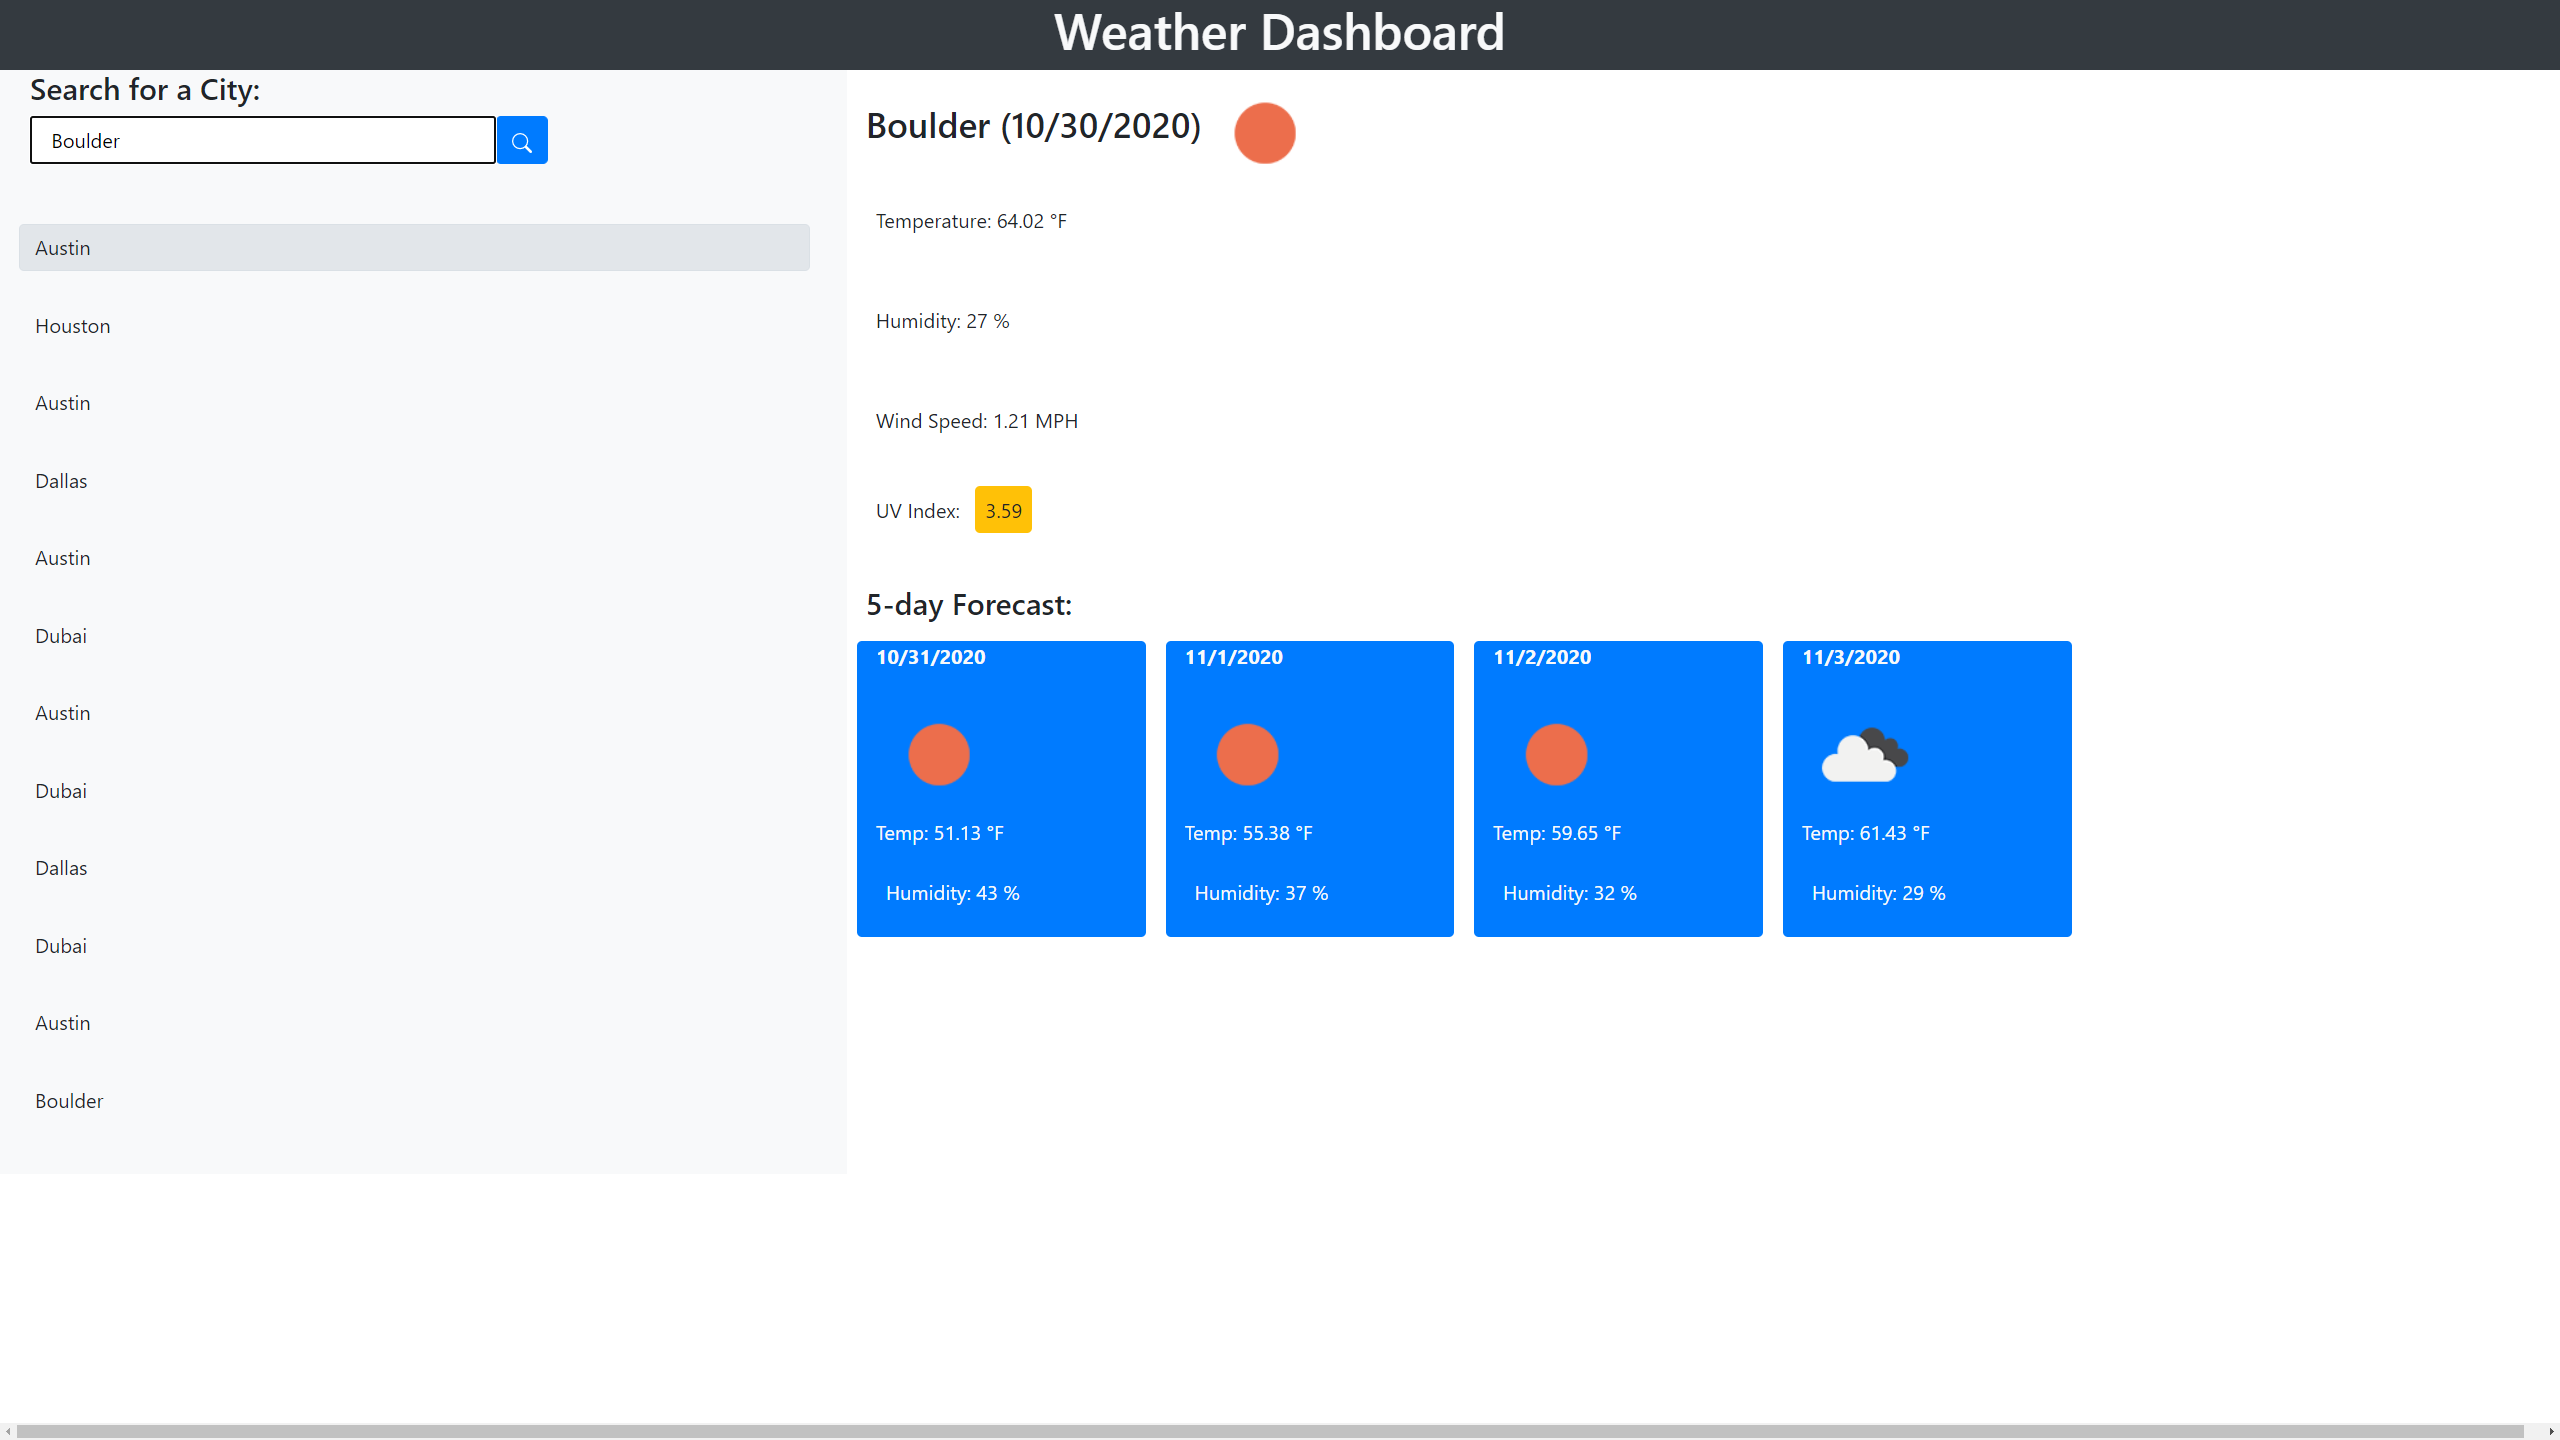 Weather Dashboard
Search for a City:
Boulder
Austin
Houston
Austin
Dallas
Austin
Dubai
Austin
Dubai
Dallas
Dubai
Austin
Boulder
Boulder (10/30/2020)
Temperature: 64.02 °F
Humidity: 27 %
Wind Speed: 1.21 MPH
UV Index: 3.59
5-day Forecast:
10/31/2020
Temp: 51.13 °F
Humidity: 43 %
11/1/2020
Temp: 55.38 °F
Humidity: 37 %
11/2/2020
Temp: 59.65 °F
Humidity: 32 %
11/3/2020
Temp: 61.43 °F
Humidity: 29 %